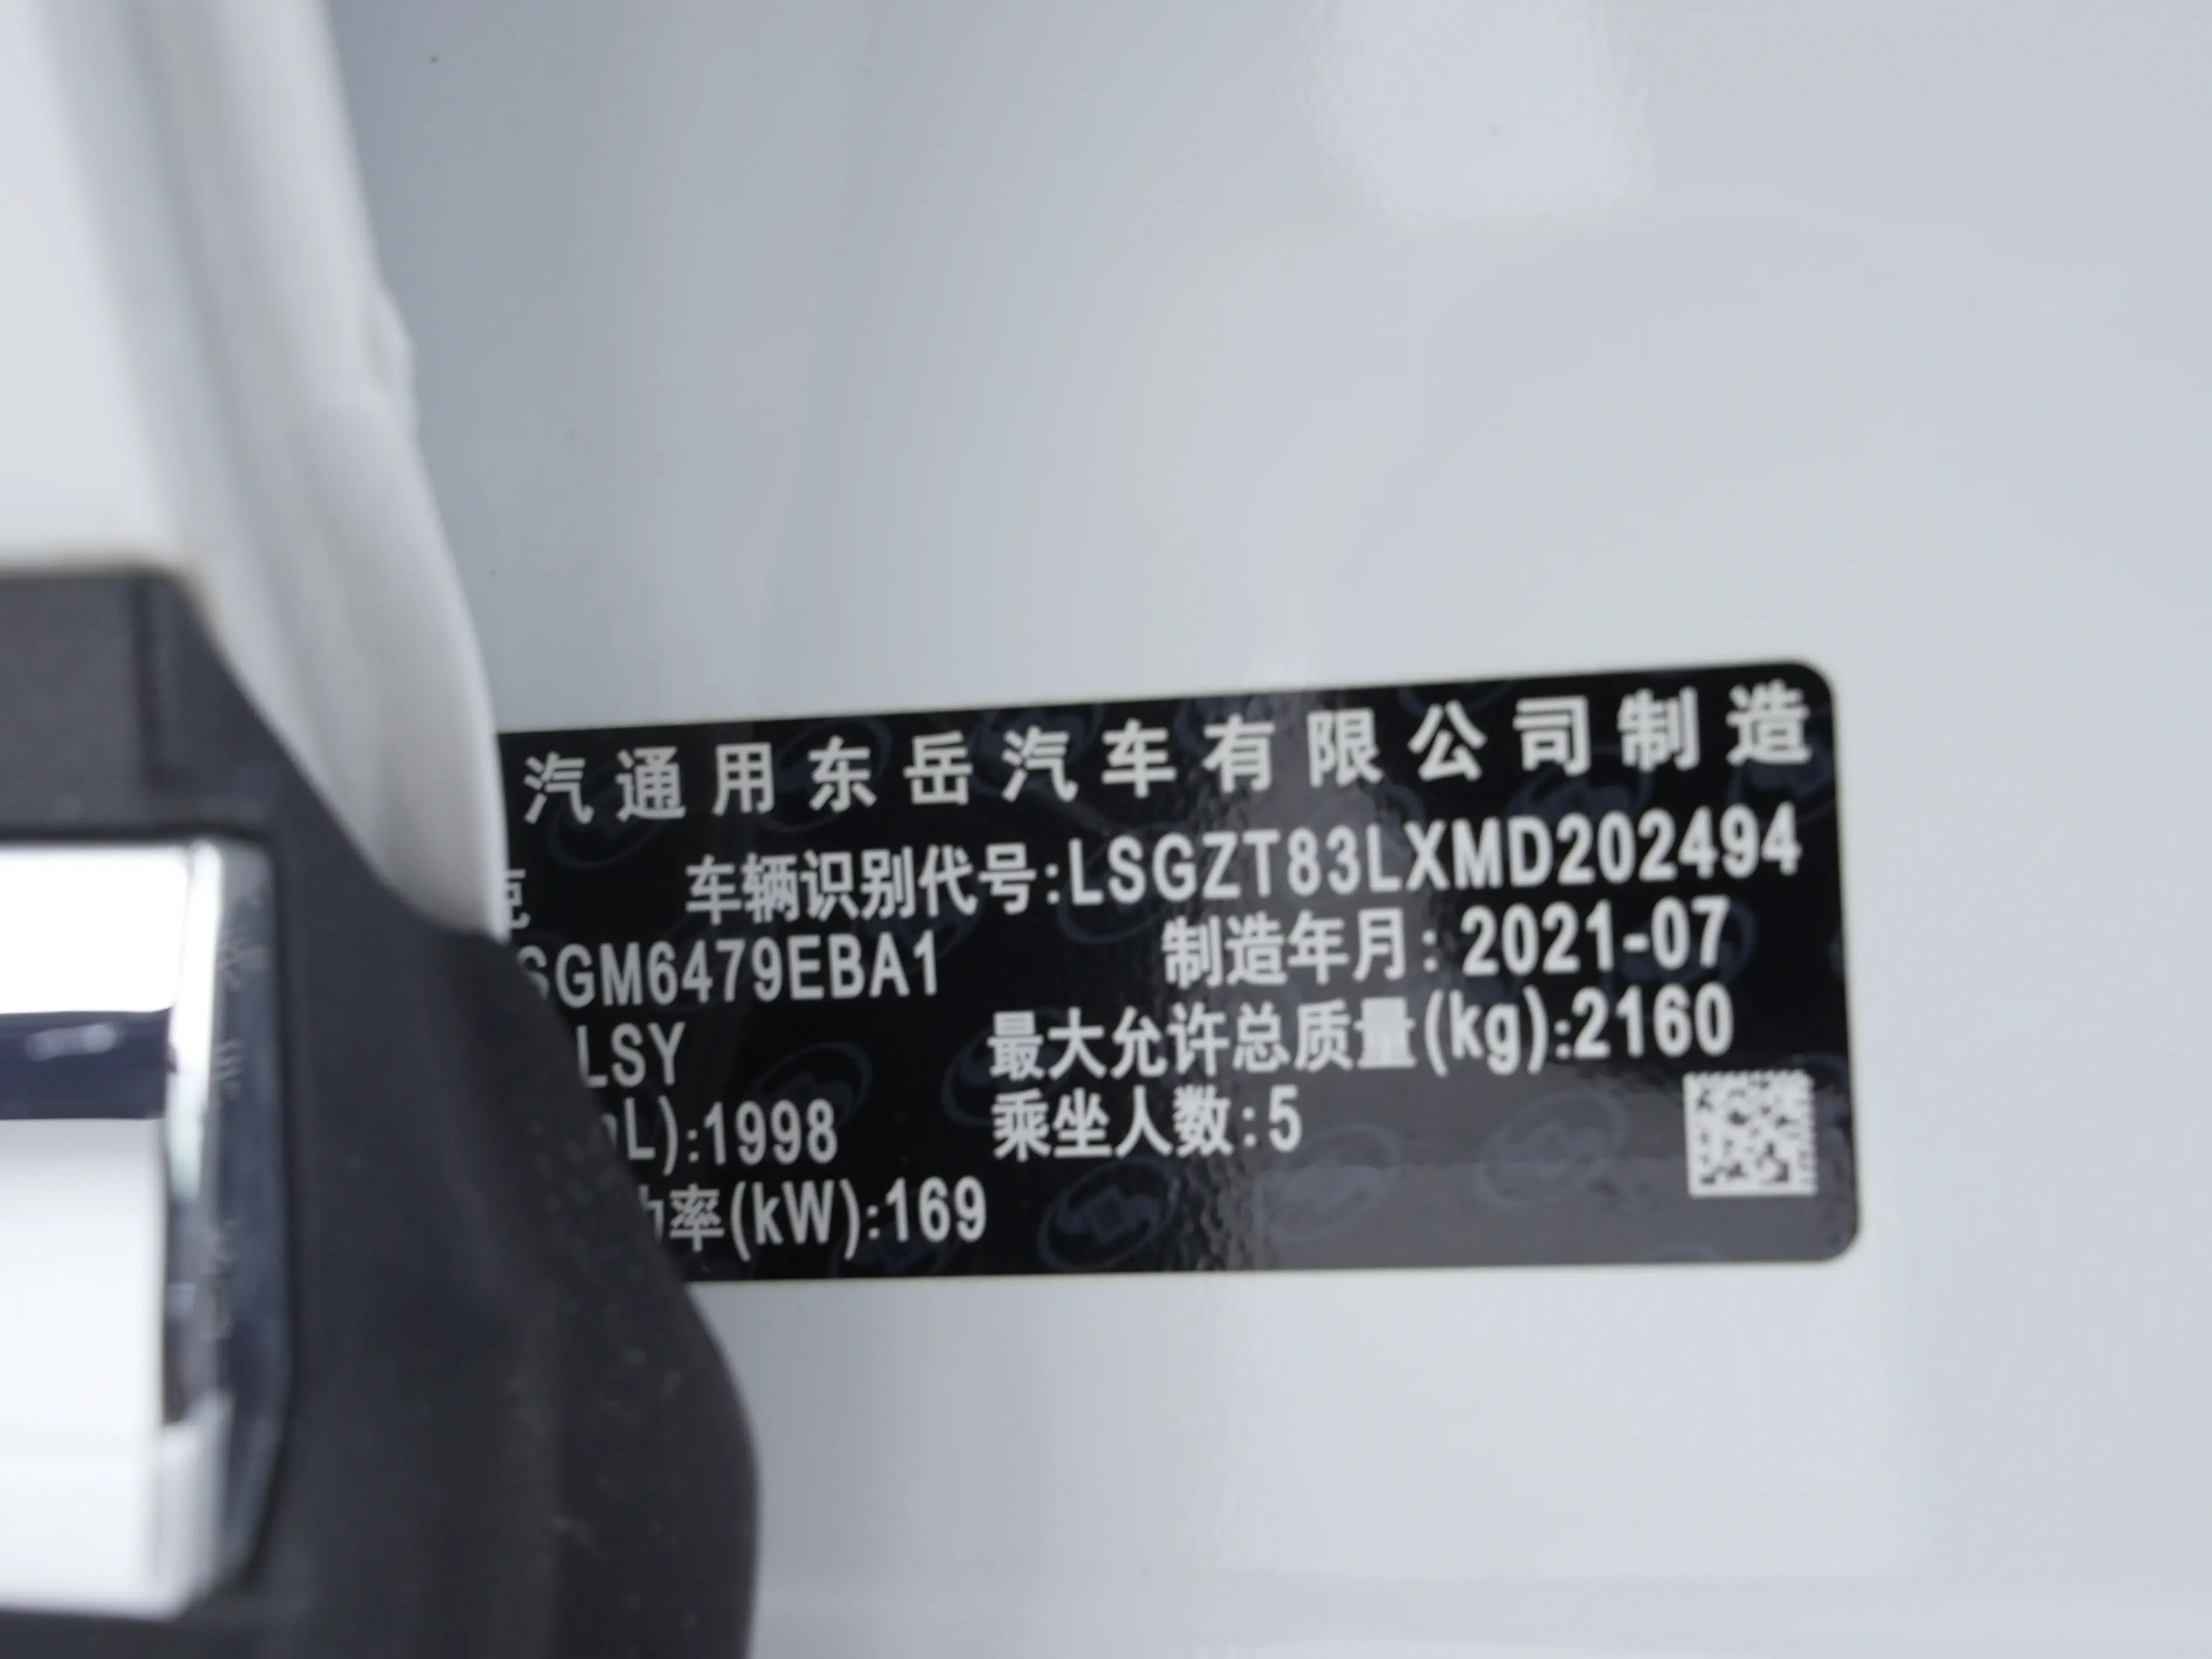 汽通用东岳汽车有限公司制造
克 车辆识别代号:LSGZT83LXMD202494
SGM6479EBA1 制造年月: 2021-07
LSY 最大允许总质量(kg):2160
L):1998 乘坐人数:5
功率(kW):169